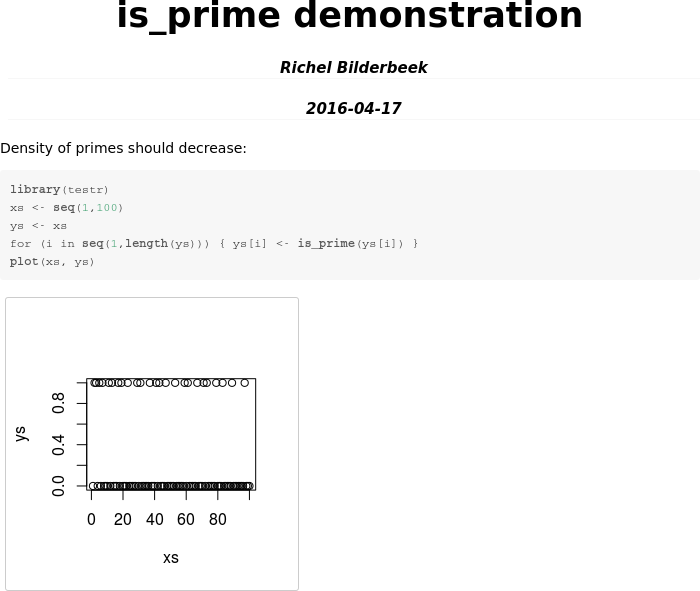 is_prime demonstration
Richel Bilderbeek
2016-04-17
Density of primes should decrease:
library(testr)
xs <- seq(1,100)
ys <- xs
for (i in seq(1,length(ys))) { ys[i] <- is_prime(ys[i]) }
plot(xs, ys)
0.8
0.4
0.0
ys
0 20 40 60 80
xs